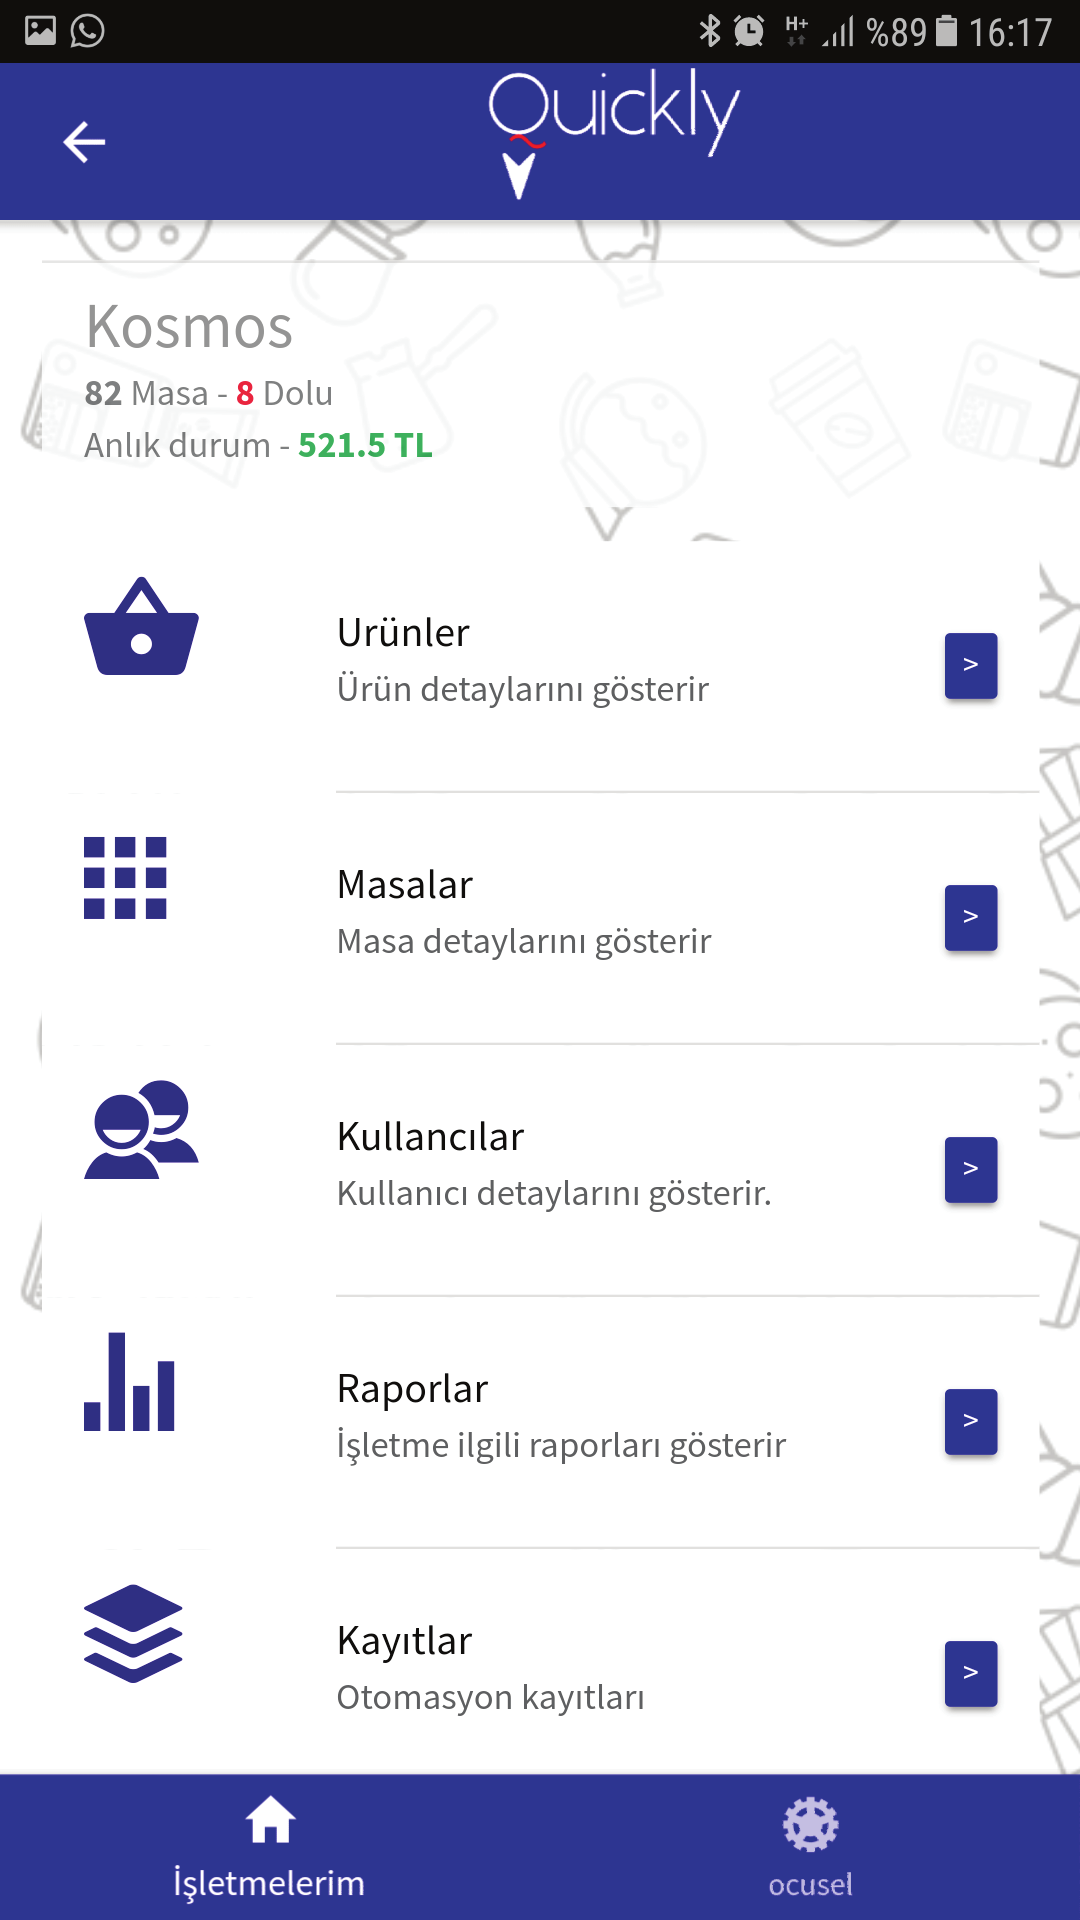 H+ %89 16:17
Quickly
Kosmos
82 Masa - 8 Dolu
Anlık durum - 521.5 TL
Urünler
Ürün detaylarını gösterir
>
Masalar
Masa detaylarını gösterir
>
Kullancılar
Kullanıcı detaylarını gösterir.
>
Raporlar
İşletme ilgili raporları gösterir
>
Kayıtlar
Otomasyon kayıtları
>
İşletmelerim
ocusel